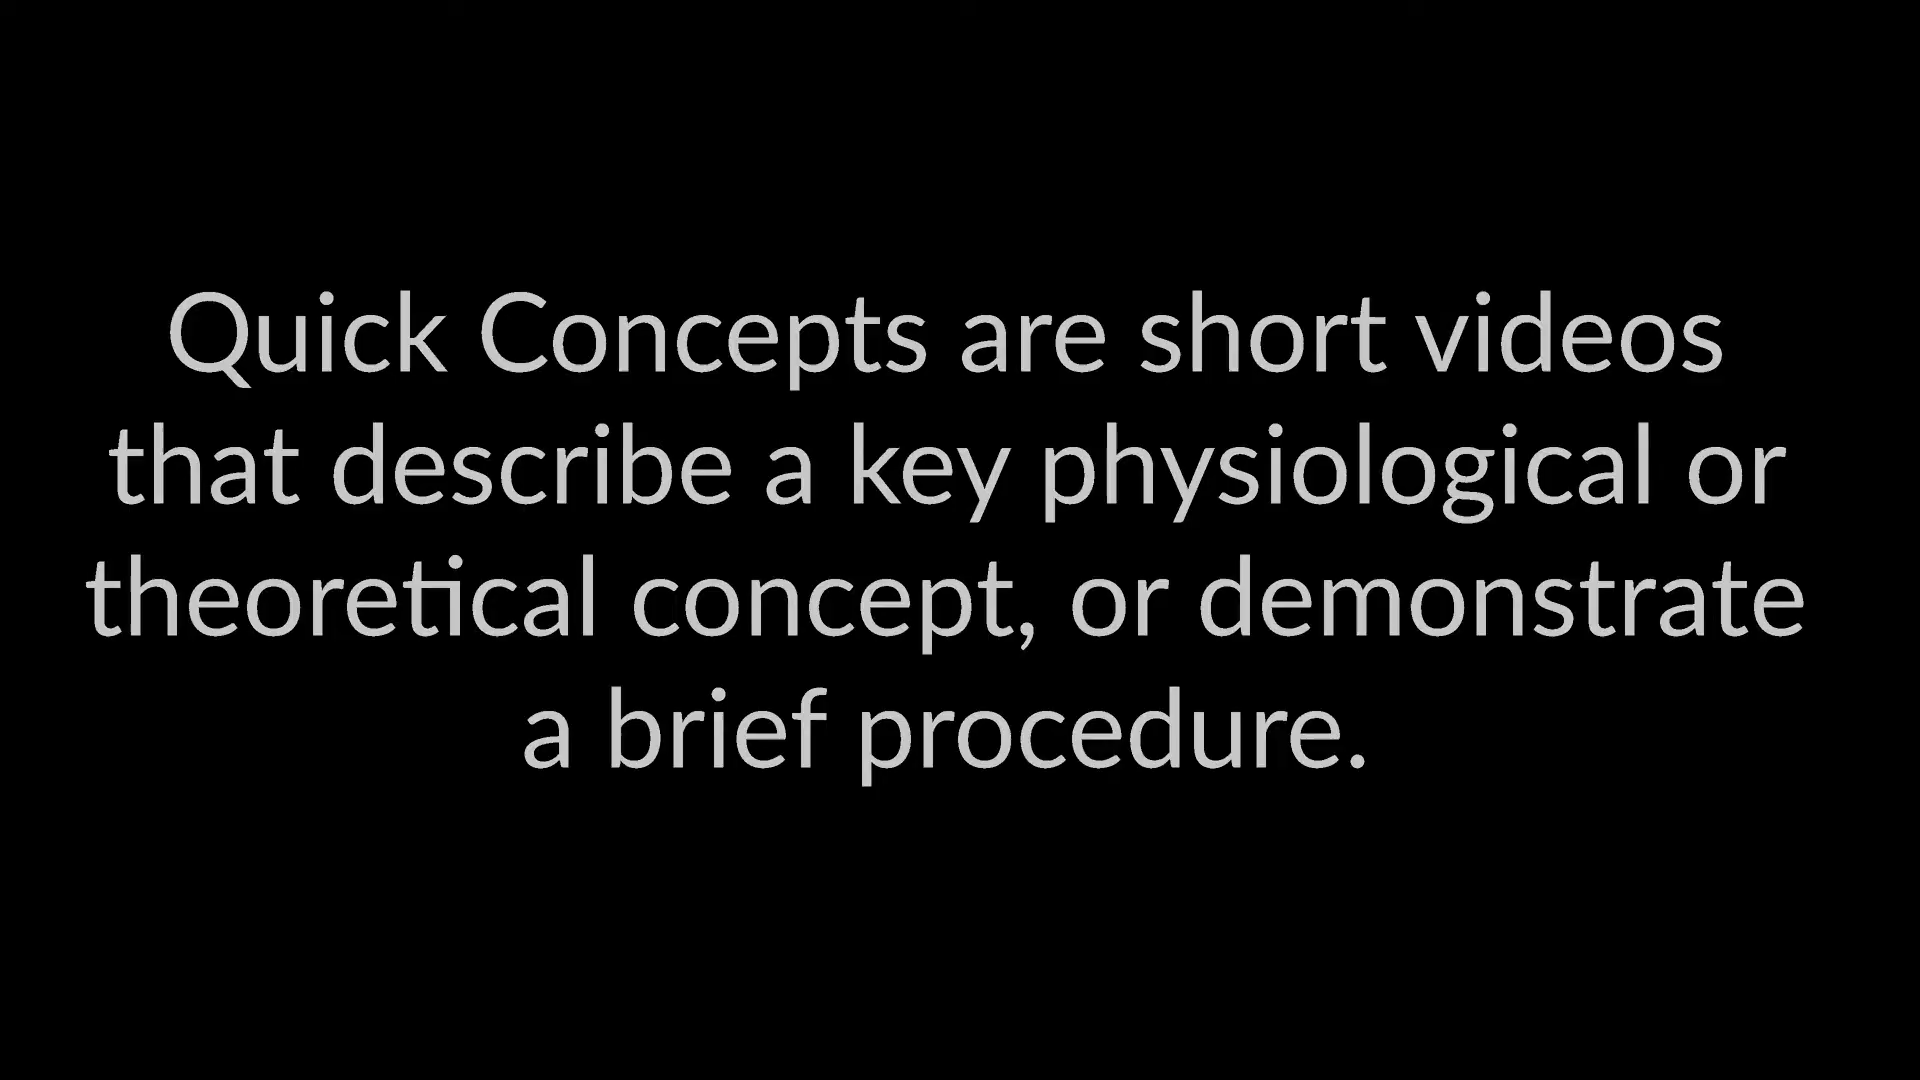 Quick Concepts are short videos
that describe a key physiological or
theoretical concept, or demonstrate
a brief procedure.